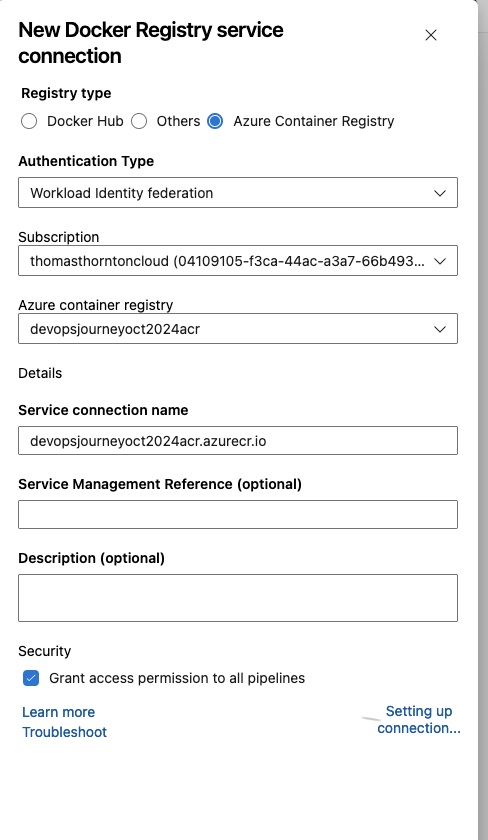 New Docker Registry service
connection
Registry type
Docker Hub Others Azure Container Registry
Authentication Type
Workload Identity federation
Subscription
thomasthorntoncloud (04109105-f3ca-44ac-a3a7-66b493...
Azure container registry
devopsjourneyoct2024acr
Details
Service connection name
devopsjourneyoct2024acr.azurecr.io
Service Management Reference (optional)
Description (optional)
Security
Grant access permission to all pipelines
Learn more
Troubleshoot
Setting up
connection...